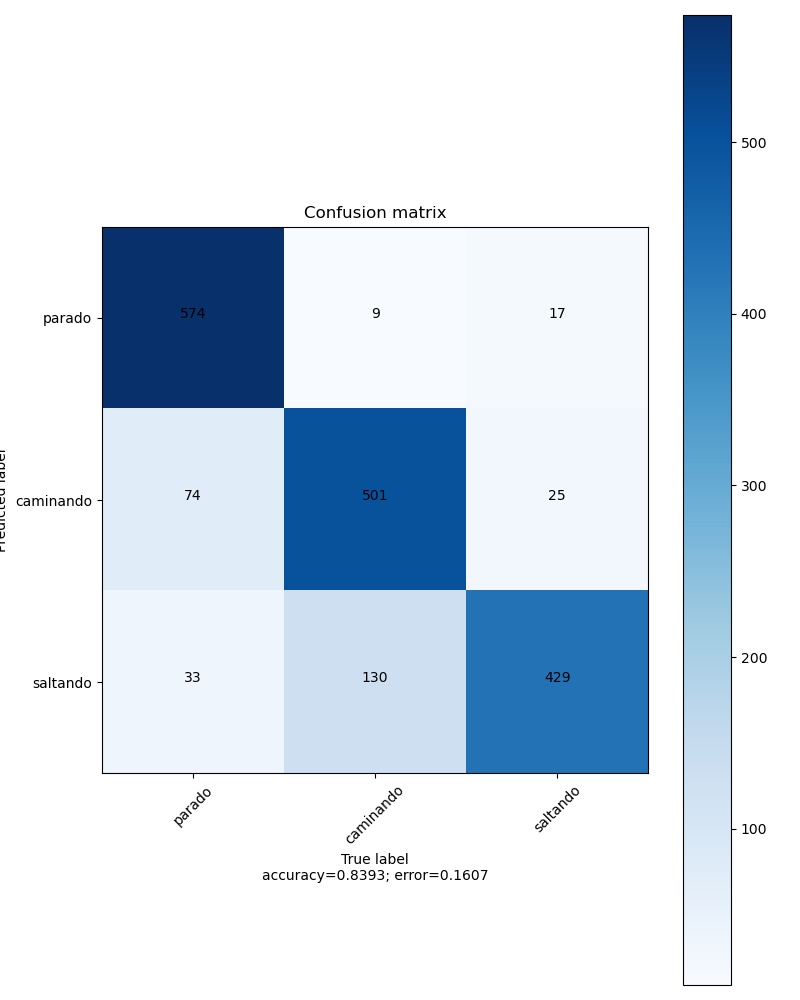 Confusion matrix
parado
574
9
17
caminando
74
501
25
saltando
33
130
429
Predicted label
parado
caminando
saltando
True label
accuracy=0.8393; error=0.1607
500
400
300
200
100